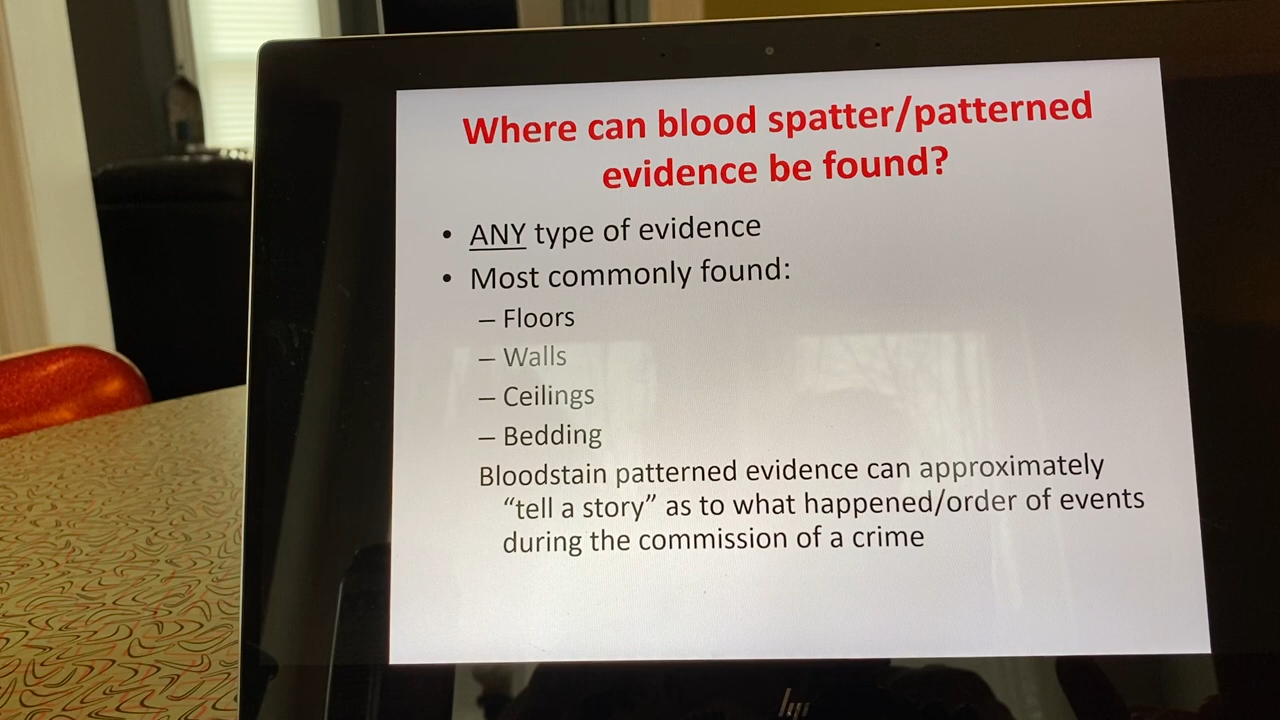 Where can blood spatter/patterned
evidence be found?
• ANY type of evidence
• Most commonly found:
– Floors
– Walls
– Ceilings
– Bedding
Bloodstain patterned evidence can approximately
“tell a story” as to what happened/order of events
during the commission of a crime
hp